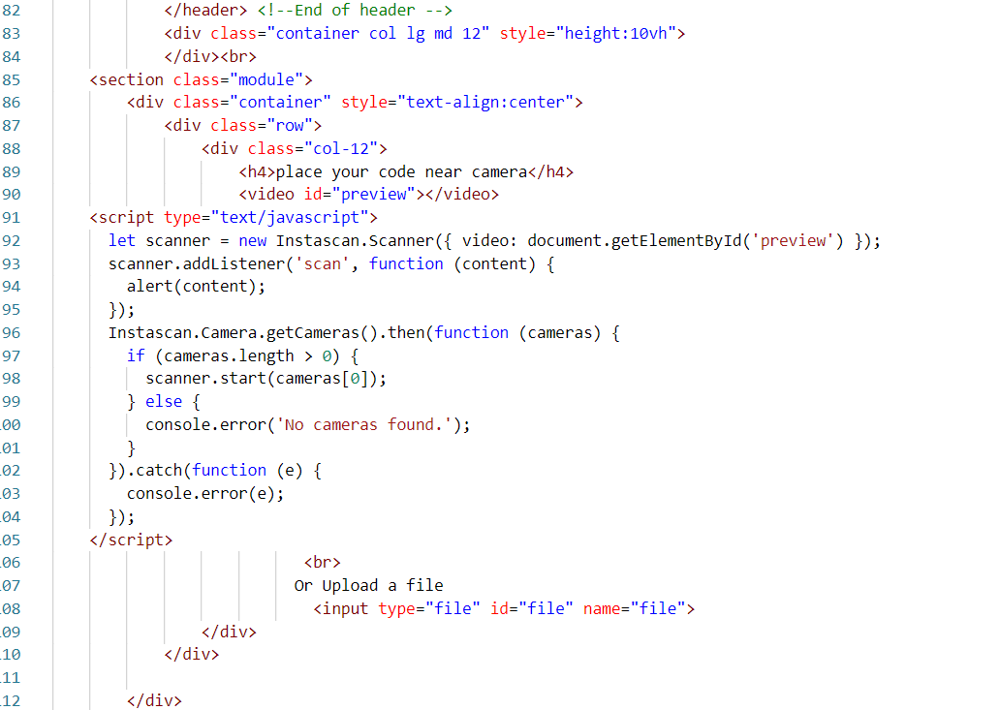 82 </header> <!--End of header -->
83 <div class="container col lg md 12" style="height:10vh">
84 </div><br>
85 <section class="module">
86 <div class="container" style="text-align:center">
87 <div class="row">
88 <div class="col-12">
89 <h4>place your code near camera</h4>
90 <video id="preview"></video>
91 <script type="text/javascript">
92 let scanner = new Instascan.Scanner({ video: document.getElementById('preview') });
93 scanner.addListener('scan', function (content) {
94 alert(content);
95 });
96 Instascan.Camera.getCameras().then(function (cameras) {
97 if (cameras.length > 0) {
98 scanner.start(cameras[0]);
99 } else {
00 console.error('No cameras found.');
01 }
02 }).catch(function (e) {
03 console.error(e);
04 });
05 </script>
06 <br>
07 Or Upload a file
08 <input type="file" id="file" name="file">
09 </div>
10 </div>
11
12 </div>